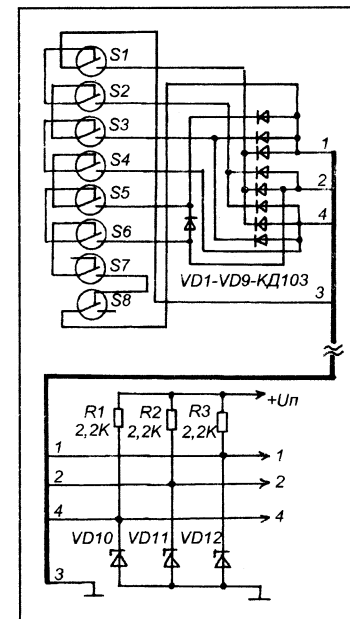 S1
S2
S3
S4
S5
S6
S7
S8
1
2
4
VD1-VD9-КД103
3
+Uп
R1 R2 R3
2,2K 2,2K 2,2K
1 1
2 2
4 4
VD10 VD11 VD12
3